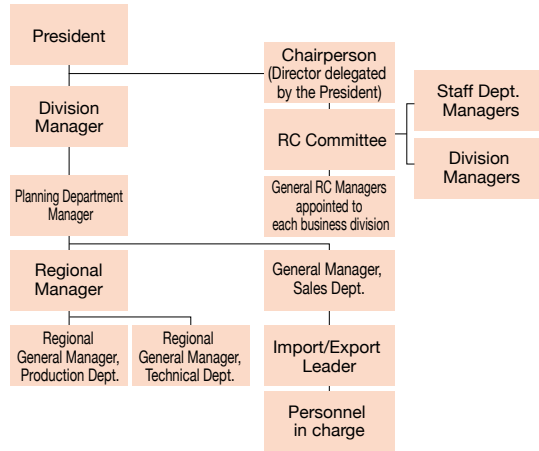 President
Chairperson
(Director delegated
by the President)
Division
Manager
Staff Dept.
Managers
RC Committee
Division
Managers
Planning Department
Manager
General RC Managers
appointed to
each business division
Regional
Manager
General Manager,
Sales Dept.
Regional
General Manager,
Production Dept.
Regional
General Manager,
Technical Dept.
Import/Export
Leader
Personnel
in charge